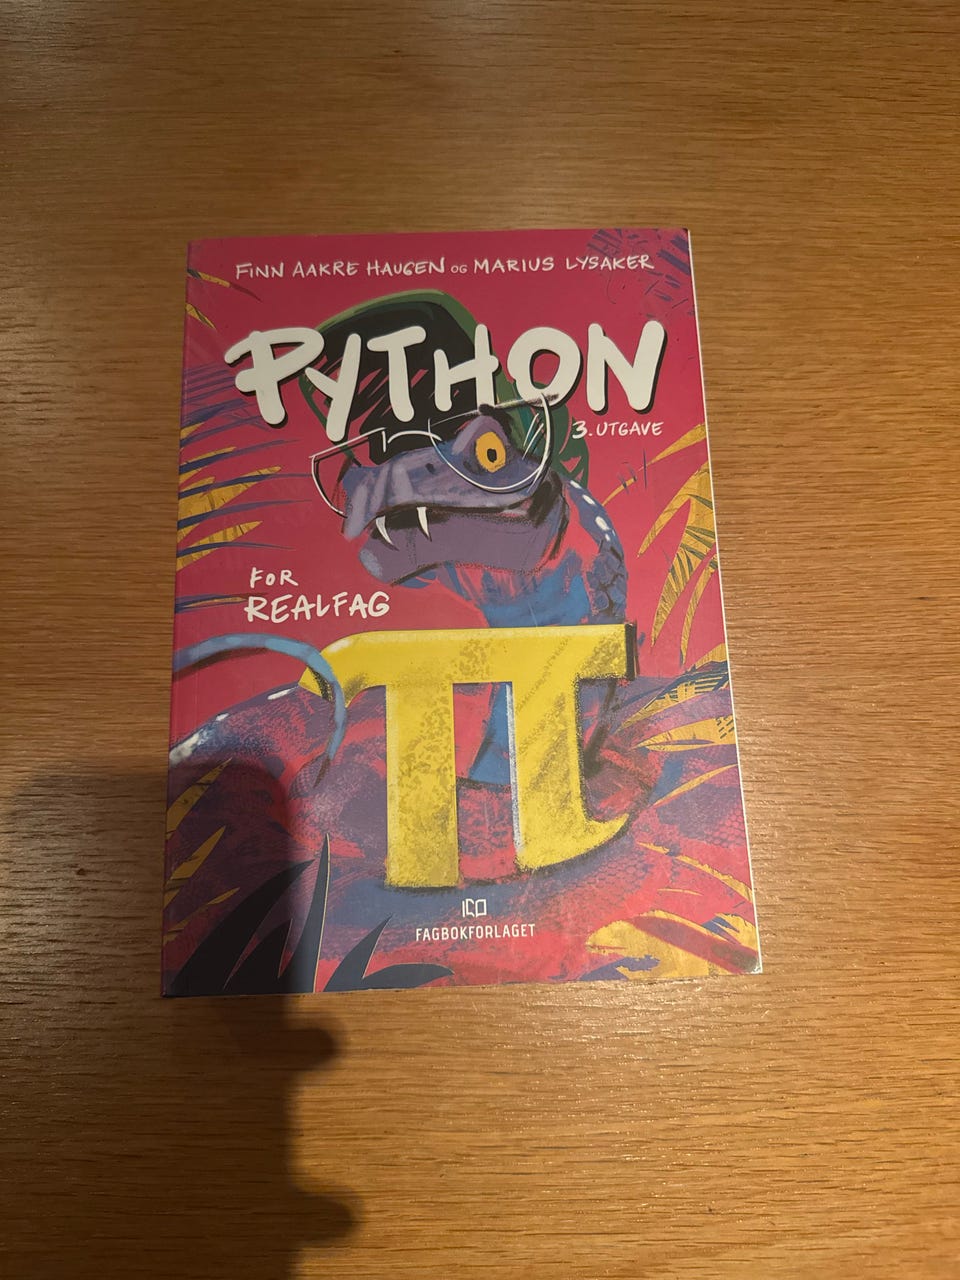 FINN AAKRE HAUGEN OG MARIUS LYSAKER
PYTHON
3. UTGAVE
FOR
REALFAG
π
FAGBOKFORLAGET